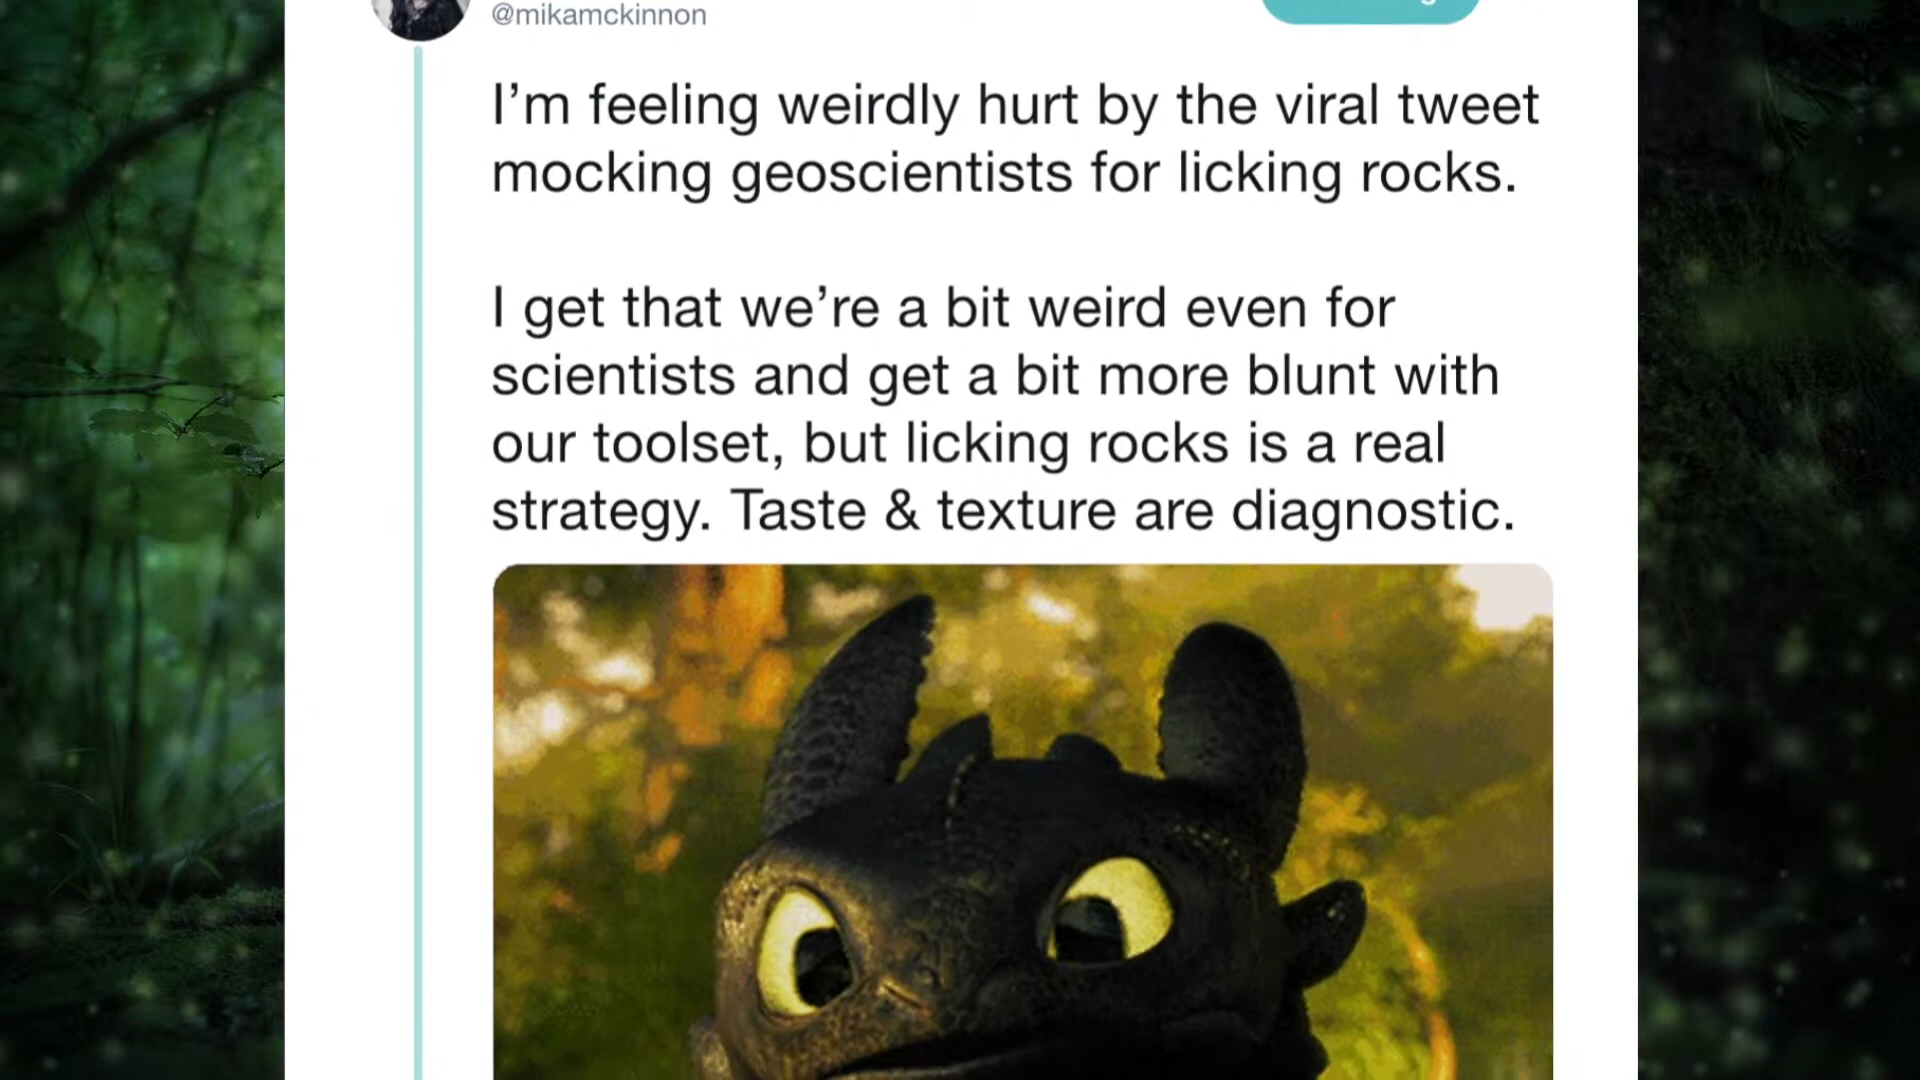 @mikamckinnon
I’m feeling weirdly hurt by the viral tweet
mocking geoscientists for licking rocks.
I get that we’re a bit weird even for
scientists and get a bit more blunt with
our toolset, but licking rocks is a real
strategy. Taste & texture are diagnostic.